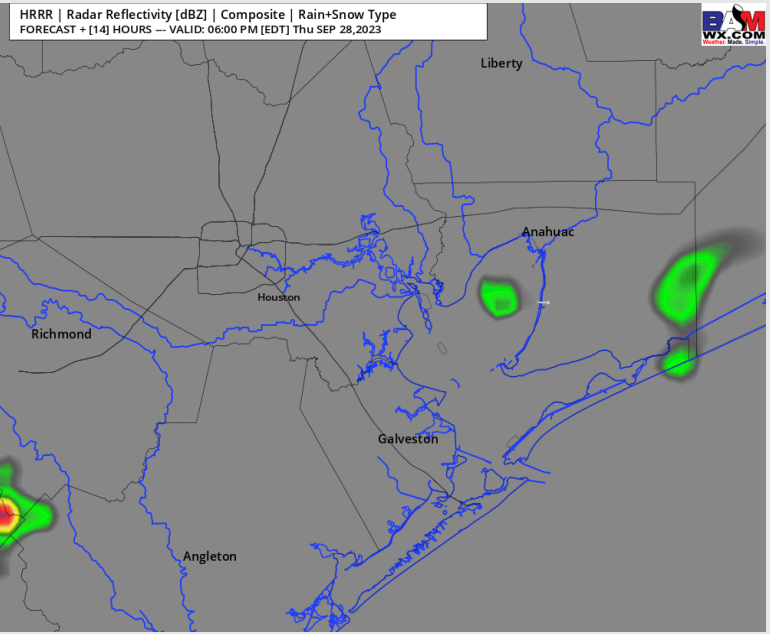 HRRR | Radar Reflectivity [dBZ] | Composite | Rain+Snow Type
FORECAST + [14] HOURS --- VALID: 06:00 PM [EDT] Thu SEP 28,2023
BAM
WX.COM
Weather. Made. Simple.
Liberty
Anahuac
Houston
Richmond
Galveston
Angleton